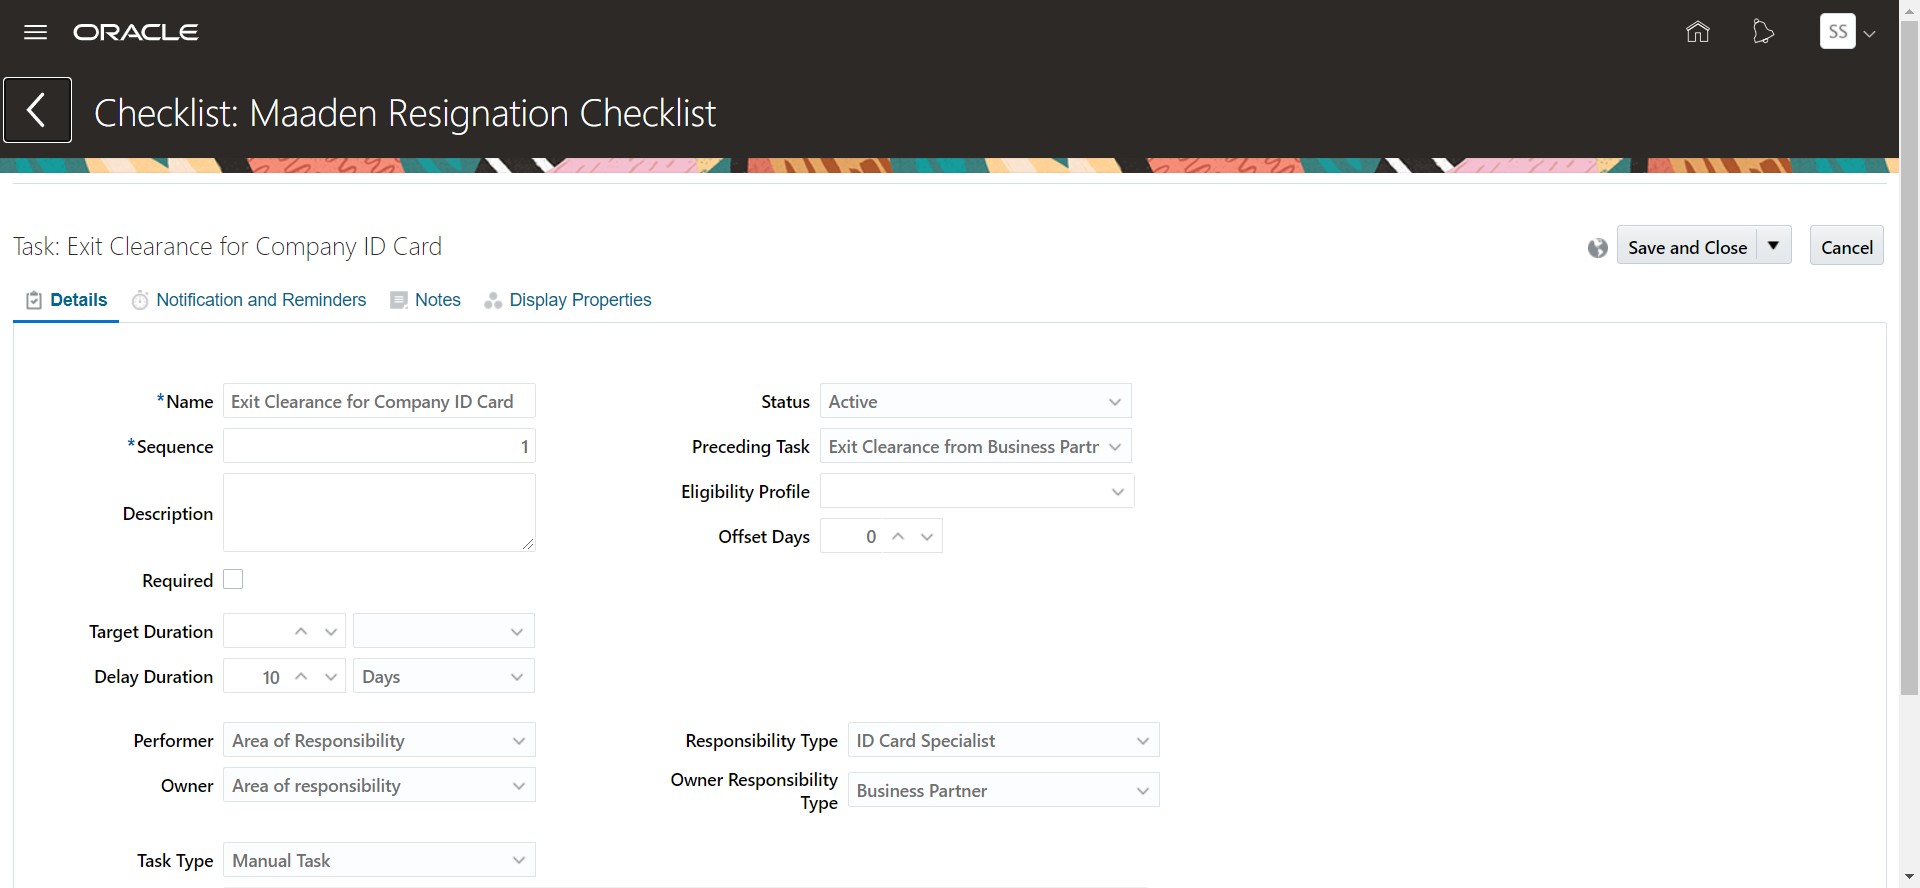 ORACLE
SS
Checklist: Maaden Resignation Checklist
Task: Exit Clearance for Company ID Card
Save and Close
Cancel
Details
Notification and Reminders
Notes
Display Properties
*Name Exit Clearance for Company ID Card
Status Active
*Sequence 1
Preceding Task Exit Clearance from Business Partr
Eligibility Profile
Description
Offset Days 0
Required
Target Duration
Delay Duration 10 Days
Performer Area of Responsibility
Responsibility Type ID Card Specialist
Owner Area of responsibility
Owner Responsibility
Type
Business Partner
Task Type Manual Task